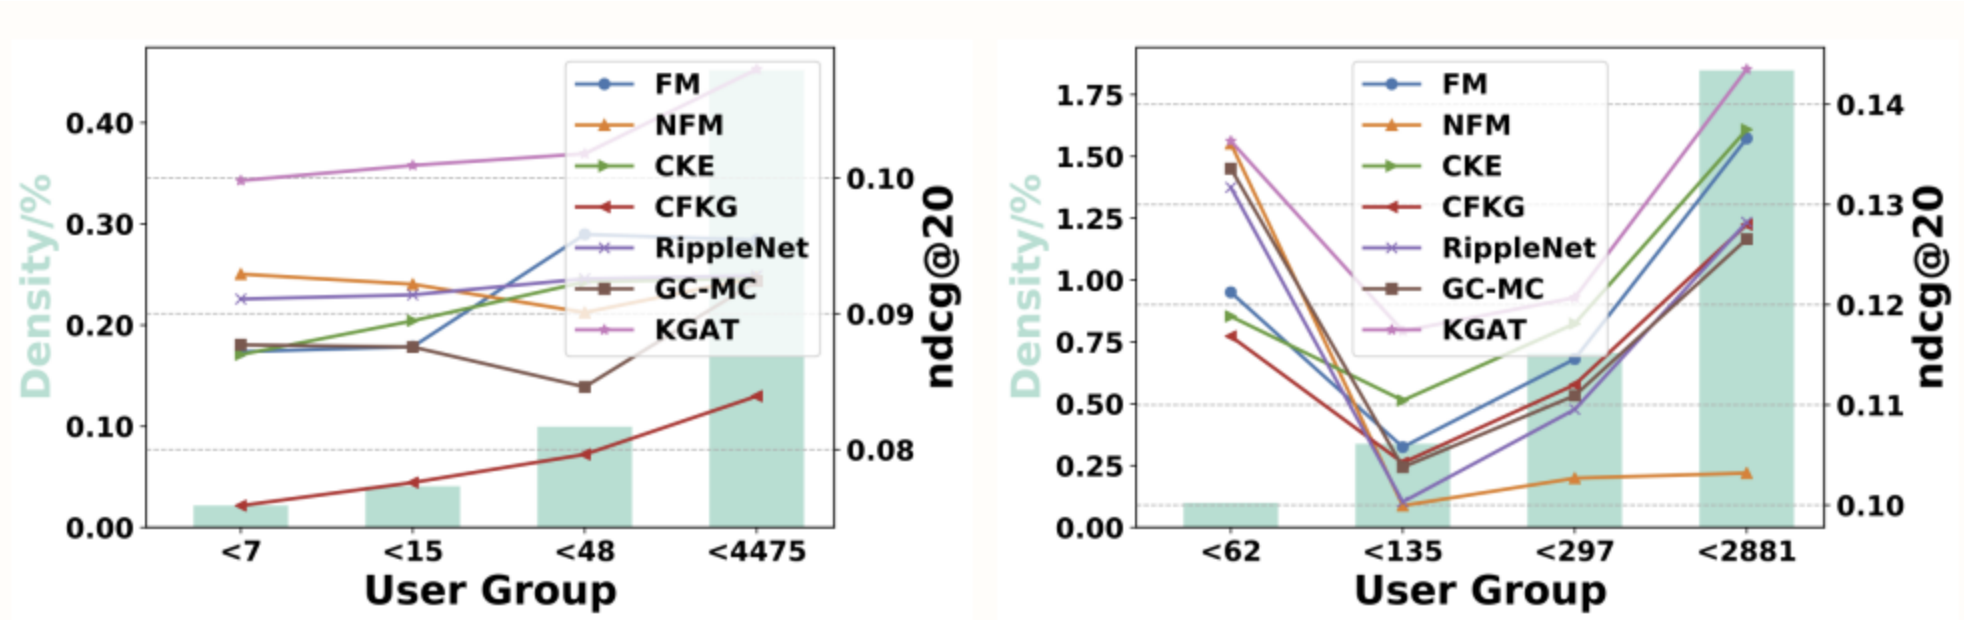 Density/%
0.40
0.30
0.20
0.10
0.00
FM
NFM
CKE
CFKG
RippleNet
GC-MC
KGAT
0.10
0.09
0.08
ndcg@20
<7 <15 <48 <4475
User Group
Density/%
1.75
1.50
1.25
1.00
0.75
0.50
0.25
0.00
FM
NFM
CKE
CFKG
RippleNet
GC-MC
KGAT
0.14
0.13
0.12
0.11
0.10
ndcg@20
<62 <135 <297 <2881
User Group